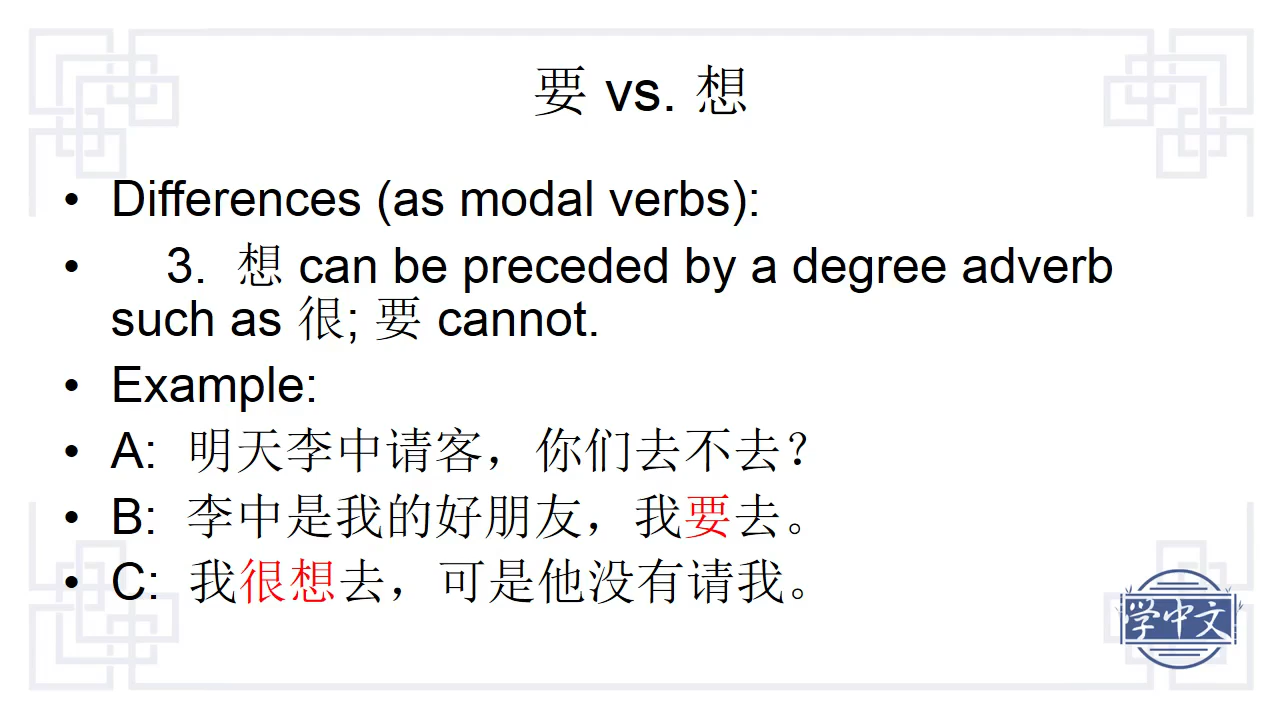 要 vs. 想
• Differences (as modal verbs):
• 3. 想 can be preceded by a degree adverb
such as 很; 要 cannot.
• Example:
• A: 明天李中请客，你们去不去？
• B: 李中是我的好朋友，我要去。
• C: 我很想去，可是他没有请我。
学中文